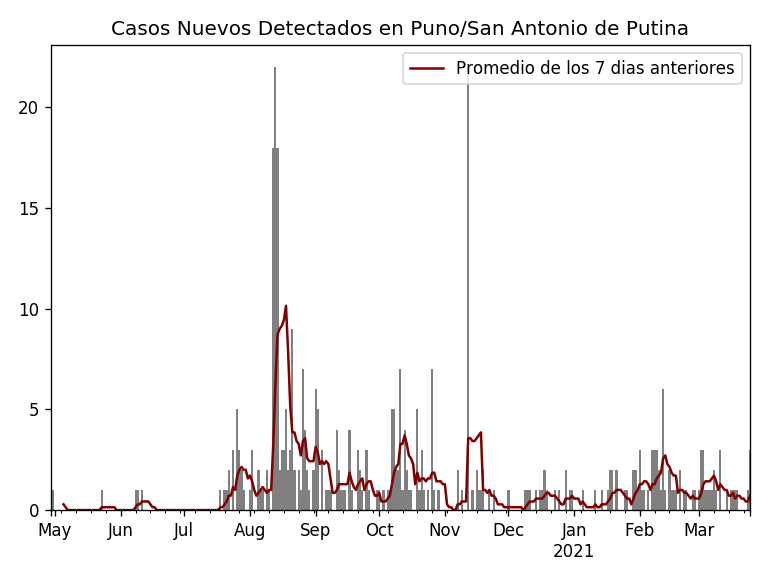 Casos Nuevos Detectados en Puno/San Antonio de Putina
Promedio de los 7 dias anteriores
20
15
10
5
0
May Jun Jul Aug Sep Oct Nov Dec Jan Feb Mar
2021